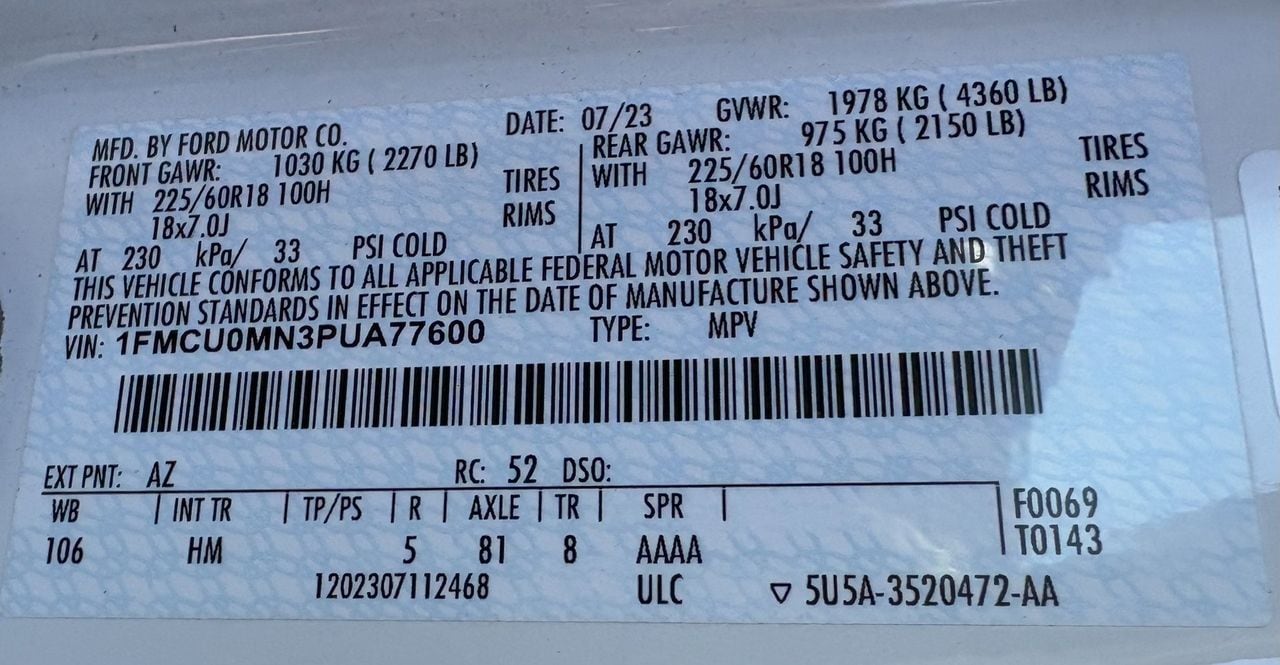 MFD. BY FORD MOTOR CO. DATE: 07/23 GVWR: 1978 KG ( 4360 LB)
FRONT GAWR: 1030 KG ( 2270 LB) REAR GAWR: 975 KG ( 2150 LB)
WITH 225/60R18 100H TIRES WITH 225/60R18 100H TIRES
18x7.0J RIMS 18x7.0J RIMS
AT 230 kPa/ 33 PSI COLD AT 230 kPa/ 33 PSI COLD
THIS VEHICLE CONFORMS TO ALL APPLICABLE FEDERAL MOTOR VEHICLE SAFETY AND THEFT
PREVENTION STANDARDS IN EFFECT ON THE DATE OF MANUFACTURE SHOWN ABOVE.
VIN: 1FMCU0MN3PUA77600 TYPE: MPV
EXT PNT: AZ RC: 52 DSO:
WB | INT TR | TP/PS | R | AXLE | TR | SPR | F0069
106 HM 5 81 8 AAAA T0143
1202307112468 ULC ▽ 5U5A-3520472-AA